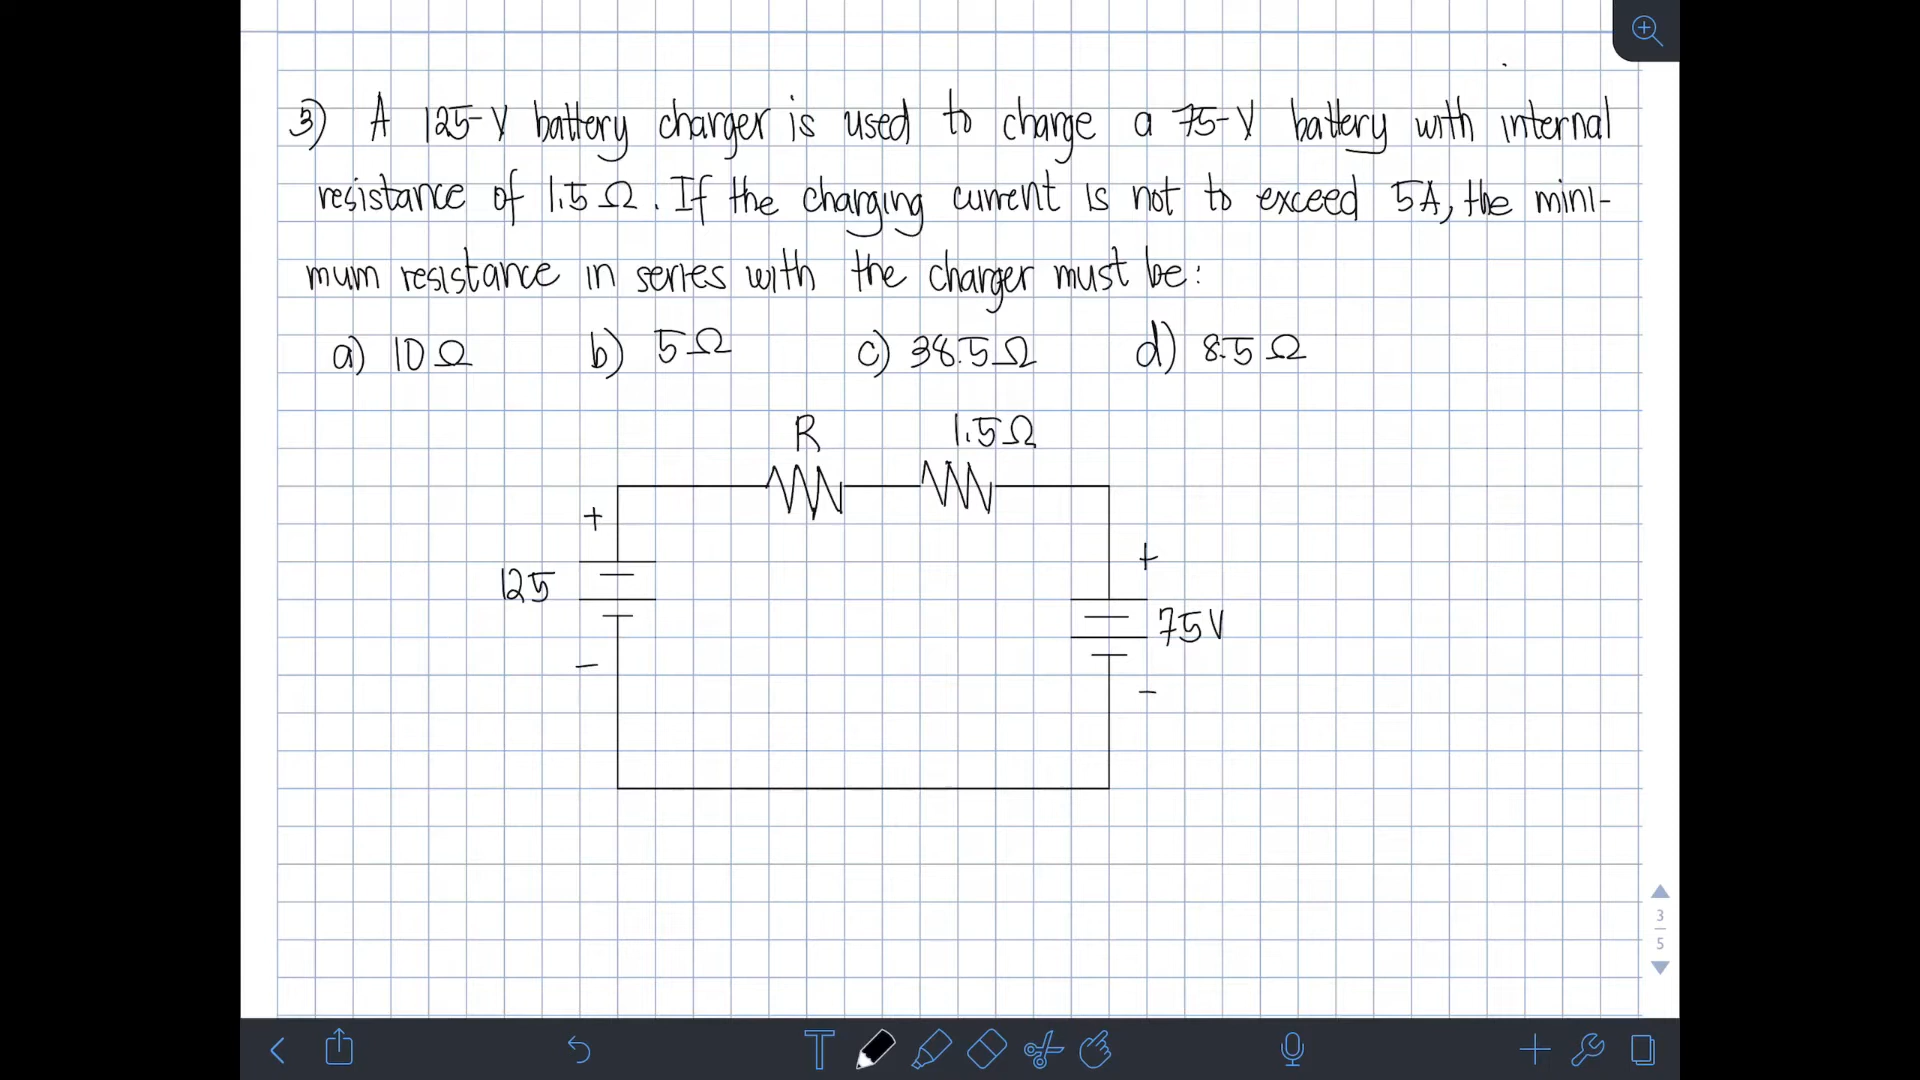 3) A 125-V battery charger is used to charge a 75-V battery with internal
resistance of 1.5 Ω. If the charging current is not to exceed 5A, the mini-
mum resistance in series with the charger must be:
a) 10 Ω b) 5 Ω c) 38.5 Ω d) 8.5 Ω
R 1.5 Ω
+
+
125
75V
-
-
3
5
T